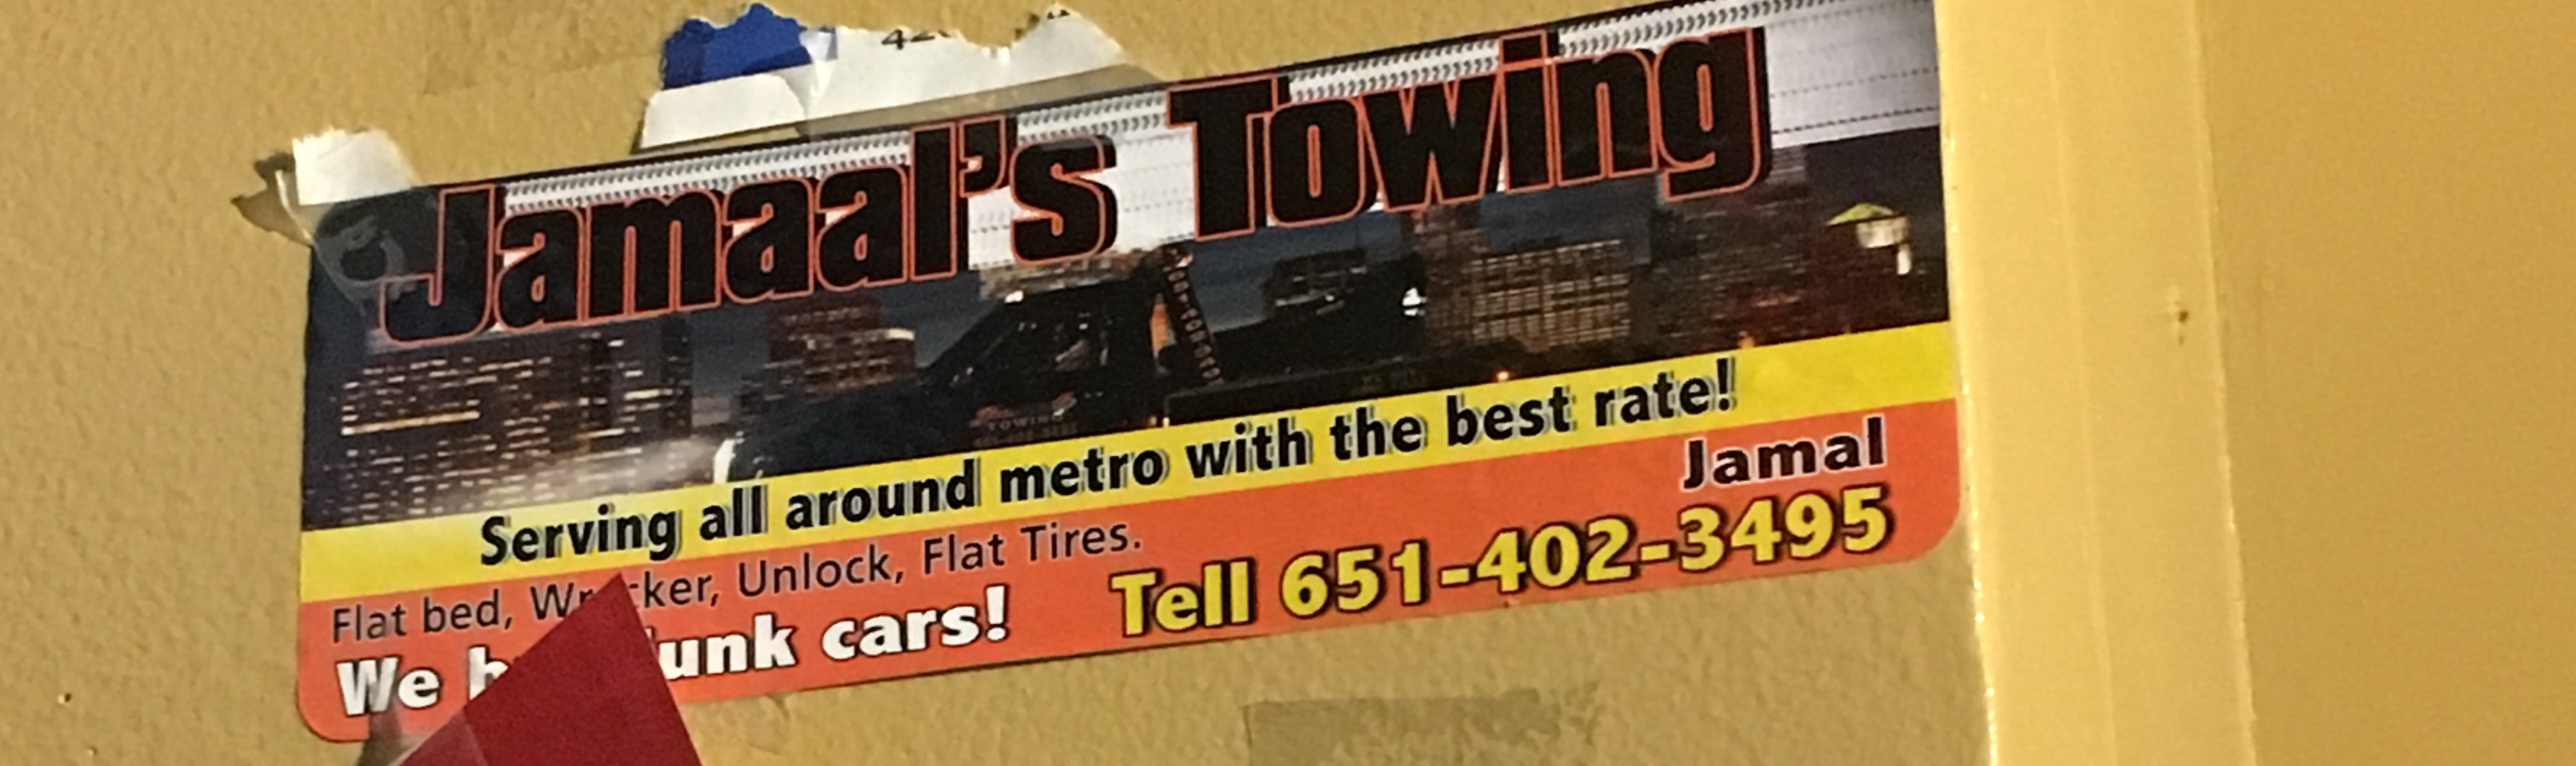 Jamaal's Towing
Serving all around metro with the best rate!
Jamal
Flat bed, Unlock, Flat Tires.
We cars! Tell 651-402-3495